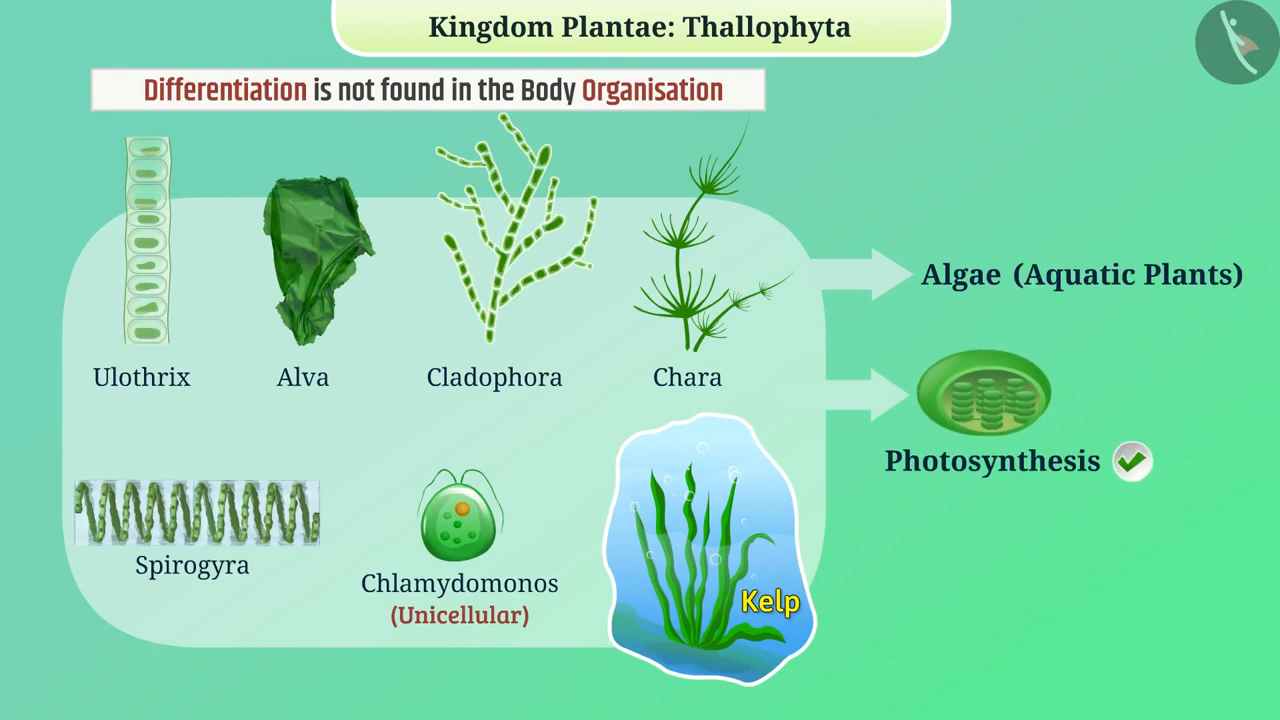 Kingdom Plantae: Thallophyta
Differentiation is not found in the Body Organisation
Ulothrix
Alva
Cladophora
Chara
Algae (Aquatic Plants)
Photosynthesis
Spirogyra
Chlamydomonos
(Unicellular)
Kelp